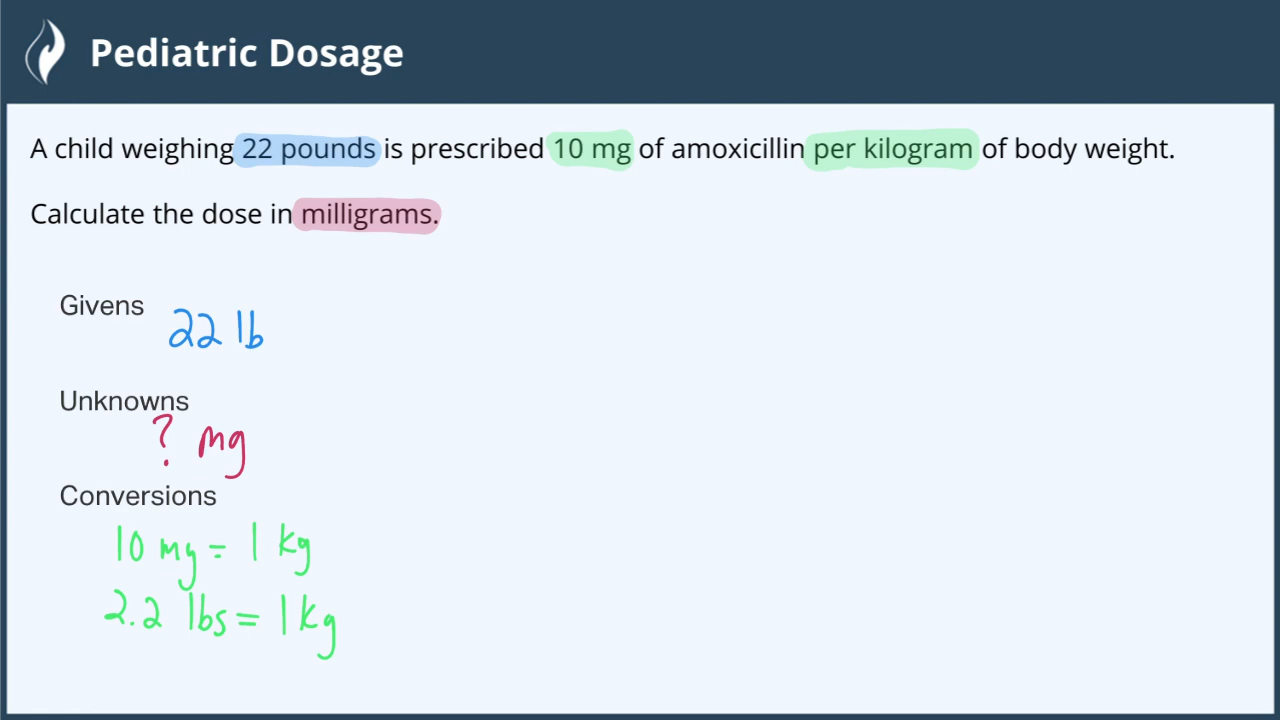 Pediatric Dosage
A child weighing 22 pounds is prescribed 10 mg of amoxicillin per kilogram of body weight.
Calculate the dose in milligrams.
Givens
22 lb
Unknowns
? mg
Conversions
10 mg = 1 kg
2.2 lbs = 1 kg